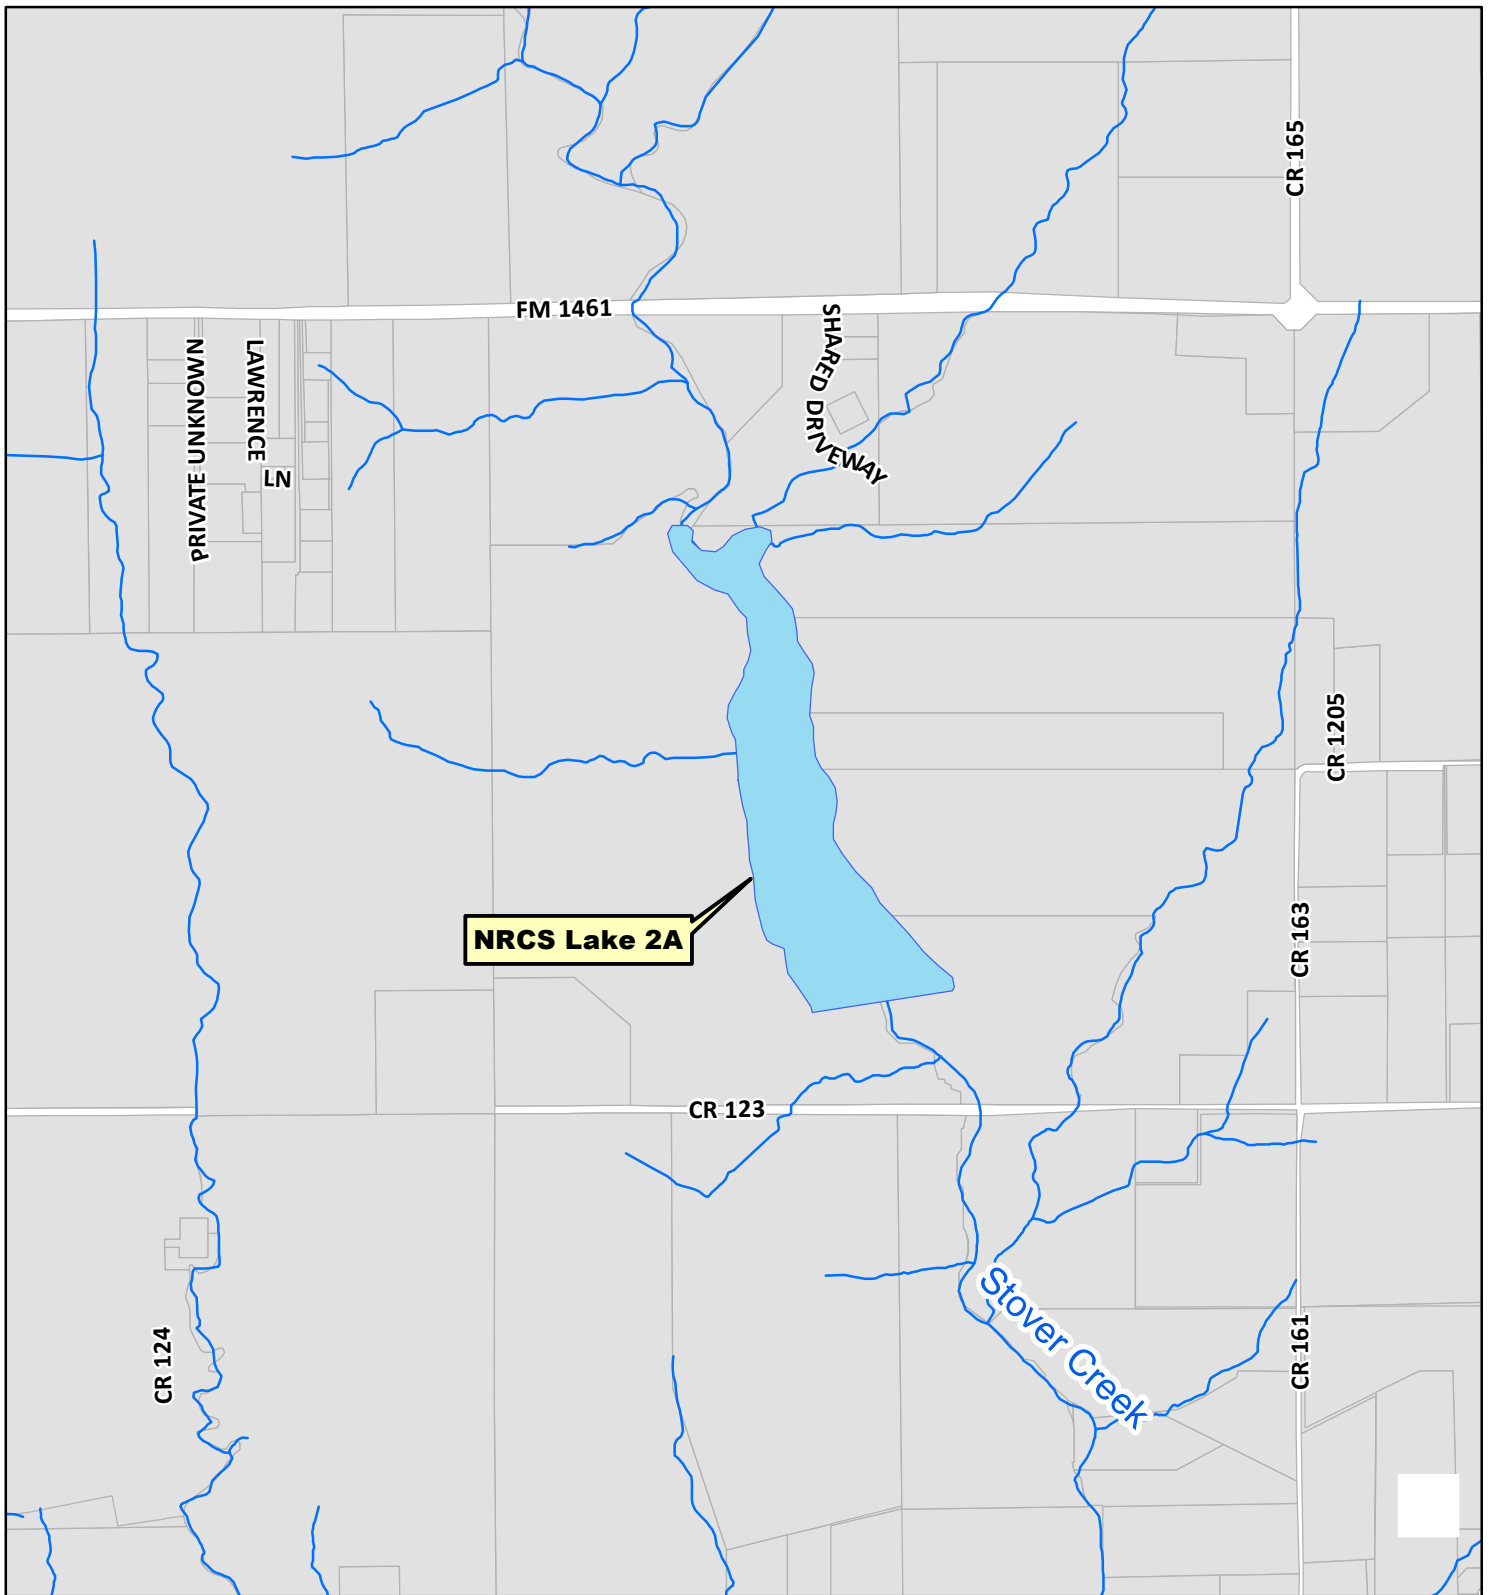 CR 165
FM 1461
SHARED DRIVEWAY
PRIVATE UNKNOWN
LAWRENCE
LN
CR 1205
NRCS Lake 2A
CR 163
CR 123
Stover Creek
CR 124
CR 161